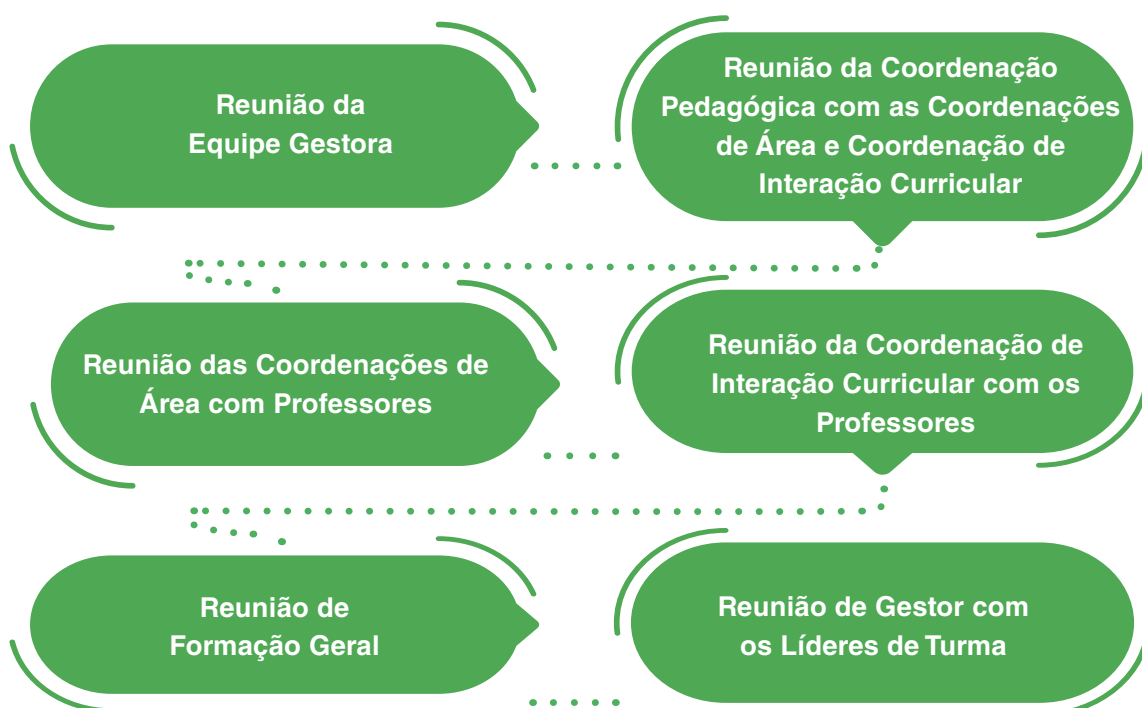 Reunião da
Equipe Gestora
Reunião da Coordenação
Pedagógica com as Coordenações
de Área e Coordenação de
Interação Curricular
Reunião das Coordenações de
Área com Professores
Reunião da Coordenação de
Interação Curricular com os
Professores
Reunião de
Formação Geral
Reunião de Gestor com
os Líderes de Turma